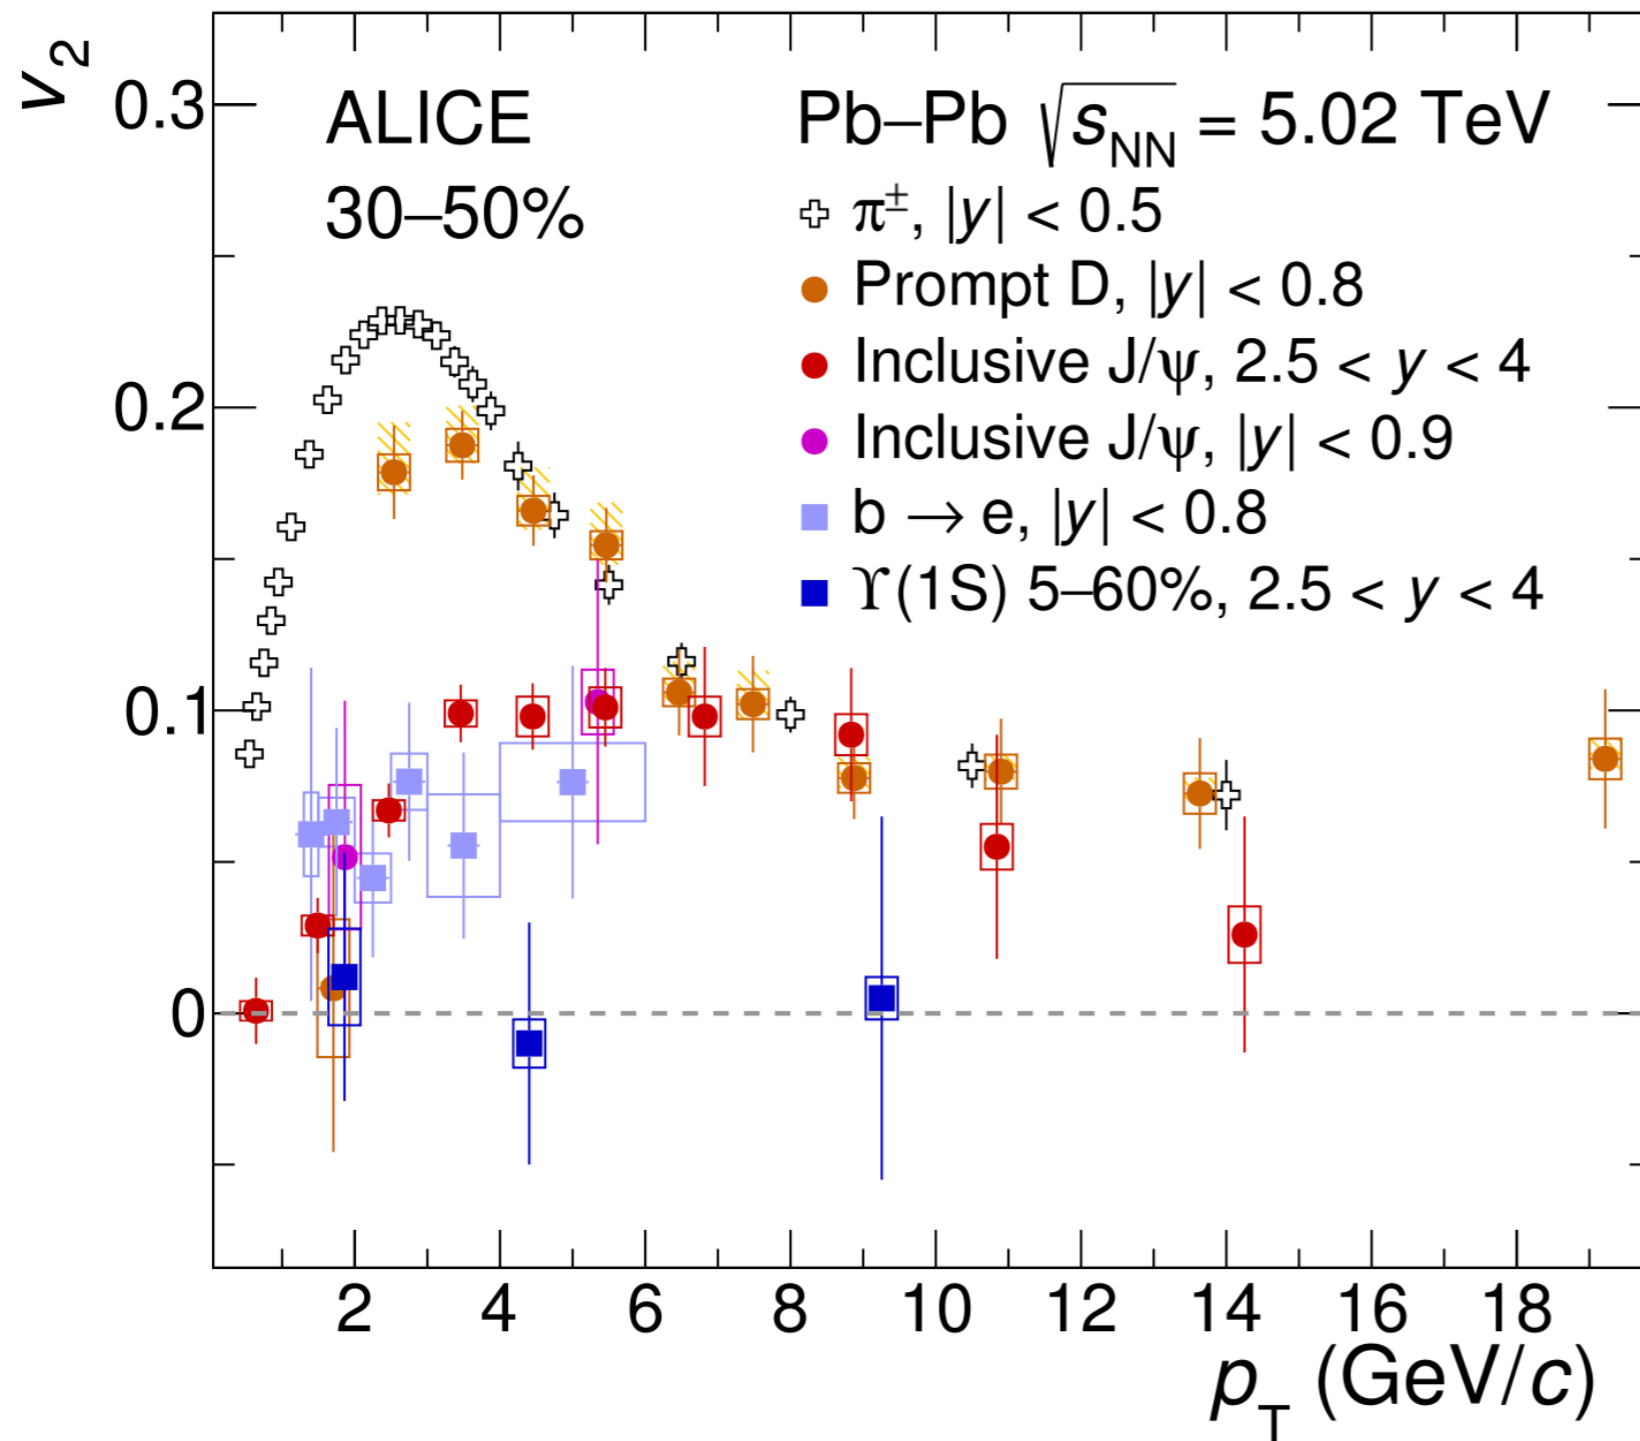 v₂
ALICE
30–50%
Pb–Pb √sNN = 5.02 TeV
π±, |y| < 0.5
Prompt D, |y| < 0.8
Inclusive J/ψ, 2.5 < y < 4
Inclusive J/ψ, |y| < 0.9
b → e, |y| < 0.8
ϒ(1S) 5–60%, 2.5 < y < 4
0.3
0.2
0.1
0
2 4 6 8 10 12 14 16 18
pT (GeV/c)